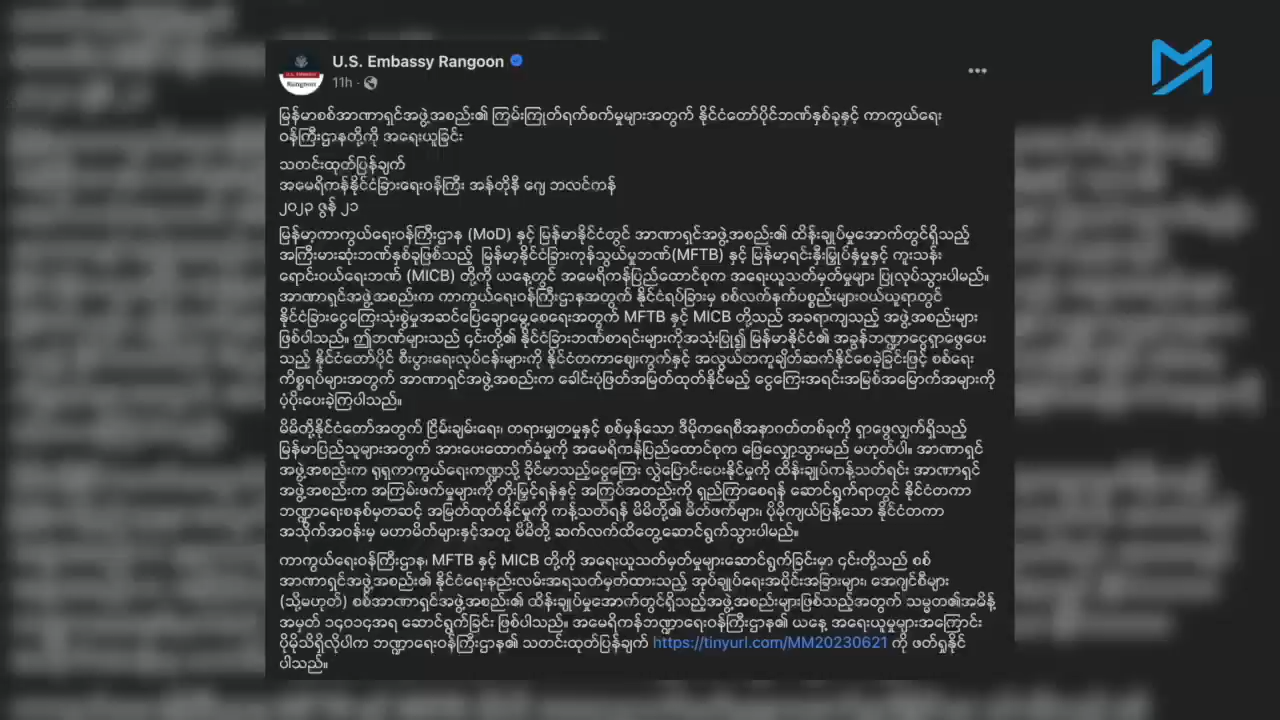 U.S. Embassy Rangoon
11h
မြန်မာစစ်အာဏာရှင်အဖွဲ့အစည်း၏ ကြမ်းကြုတ်ရက်စက်မှုများအတွက် နိုင်ငံတော်ပိုင်ဘဏ်နှစ်ခုနှင့် ကာကွယ်ရေး
ဝန်ကြီးဌာနတို့ကို အရေးယူခြင်း
သတင်းထုတ်ပြန်ချက်
အမေရိကန်နိုင်ငံခြားရေးဝန်ကြီး အန်တိုနီ ဂျေ ဘလင်ကန်
၂၀၂၃ ဇွန် ၂၁
မြန်မာ့ကာကွယ်ရေးဝန်ကြီးဌာန (MoD) နှင့် မြန်မာနိုင်ငံတွင် အာဏာရှင်အဖွဲ့အစည်း၏ ထိန်းချုပ်မှုအောက်တွင်ရှိသည့်
အကြီးမားဆုံးဘဏ်နှစ်ခုဖြစ်သည့် မြန်မာ့နိုင်ငံခြားကုန်သွယ်မှုဘဏ်(MFTB) နှင့် မြန်မာ့ရင်းနှီးမြှုပ်နှံမှုနှင့် ကူးသန်း
ရောင်းဝယ်ရေးဘဏ် (MICB) တို့ကို ယနေ့တွင် အမေရိကန်ပြည်ထောင်စုက အရေးယူသတ်မှတ်မှုများ ပြုလုပ်သွားပါမည်။
အာဏာရှင်အဖွဲ့အစည်းက ကာကွယ်ရေးဝန်ကြီးဌာနအတွက် နိုင်ငံရပ်ခြားမှ စစ်လက်နက်ပစ္စည်းများဝယ်ယူရာတွင်
နိုင်ငံခြားငွေကြေးသုံးစွဲမှုအဆင်ပြေချောမွေ့စေရေးအတွက် MFTB နှင့် MICB တို့သည် အခရာကျသည့် အဖွဲ့အစည်းများ
ဖြစ်ပါသည်။ ဤဘဏ်များသည် ၎င်းတို့၏ နိုင်ငံခြားဘဏ်စာရင်းများကိုအသုံးပြု၍ မြန်မာနိုင်ငံ၏ အခွန်ဘဏ္ဍာငွေရှာဖွေပေး
သည့် နိုင်ငံတော်ပိုင် စီးပွားရေးလုပ်ငန်းများကို နိုင်ငံတကာဈေးကွက်နှင့် အလွယ်တကူချိတ်ဆက်နိုင်စေခဲ့ခြင်းဖြင့် စစ်ရေး
ကိစ္စရပ်များအတွက် အာဏာရှင်အဖွဲ့အစည်းက ခေါင်းပုံဖြတ်အမြတ်ထုတ်နိုင်မည့် ငွေကြေးအရင်းအမြစ်အမြောက်အများကို
ပံ့ပိုးပေးခဲ့ကြပါသည်။
မိမိတို့နိုင်ငံတော်အတွက် ငြိမ်းချမ်းရေး၊ တရားမျှတမှုနှင့် စစ်မှန်သော ဒီမိုကရေစီအနာဂတ်တစ်ခုကို ရှာဖွေလျှက်ရှိသည့်
မြန်မာပြည်သူများအတွက် အားပေးထောက်ခံမှုကို အမေရိကန်ပြည်ထောင်စုက ဖြေလျှော့သွားမည် မဟုတ်ပါ။ အာဏာရှင်
အဖွဲ့အစည်းက ရုရှကာကွယ်ရေးကဏ္ဍသို့ ခိုင်မာသည့်ငွေကြေး လွှဲပြောင်းပေးနိုင်မှုကို ထိန်းချုပ်ကန့်သတ်ရင်း အာဏာရှင်
အဖွဲ့အစည်းက အကြမ်းဖက်မှုများကို တိုးမြှင့်ရန်နှင့် အကြပ်အတည်းကို ရှည်ကြာစေရန် ဆောင်ရွက်ရာတွင် နိုင်ငံတကာ
ဘဏ္ဍာရေးစနစ်မှတဆင့် အမြတ်ထုတ်နိုင်မှုကို ကန့်သတ်ရန် မိမိတို့၏ မိတ်ဖက်များ၊ ပိုမိုကျယ်ပြန့်သော နိုင်ငံတကာ
အသိုက်အဝန်းမှ မဟာမိတ်များနှင့်အတူ မိမိတို့ ဆက်လက်ထိတွေ့ဆောင်ရွက်သွားပါမည်။
ကာကွယ်ရေးဝန်ကြီးဌာန၊ MFTB နှင့် MICB တို့ကို အရေးယူသတ်မှတ်မှုများဆောင်ရွက်ခြင်းမှာ ၎င်းတို့သည် စစ်
အာဏာရှင်အဖွဲ့အစည်း၏ နိုင်ငံရေးနည်းလမ်းအရသတ်မှတ်ထားသည့် အုပ်ချုပ်ရေးအပိုင်းအခြားများ၊ အေဂျင်စီများ
(သို့မဟုတ်) စစ်အာဏာရှင်အဖွဲ့အစည်း၏ ထိန်းချုပ်မှုအောက်တွင်ရှိသည့်အဖွဲ့အစည်းများဖြစ်သည့်အတွက် သမ္မတ၏အမိန့်
အမှတ် ၁၄၀၁၄အရ ဆောင်ရွက်ခြင်း ဖြစ်ပါသည်။ အမေရိကန်ဘဏ္ဍာရေးဝန်ကြီးဌာန၏ ယနေ့ အရေးယူမှုများအကြောင်း
ပိုမိုသိရှိလိုပါက ဘဏ္ဍာရေးဝန်ကြီးဌာန၏ သတင်းထုတ်ပြန်ချက် https://tinyurl.com/MM20230621 ကို ဖတ်ရှုနိုင်
ပါသည်။